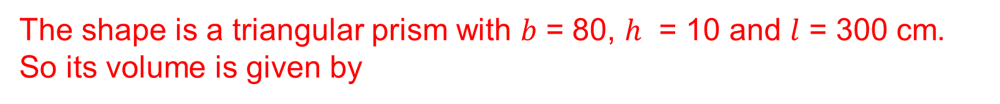 The shape is a triangular prism with b = 80, h = 10 and l = 300 cm.
So its volume is given by